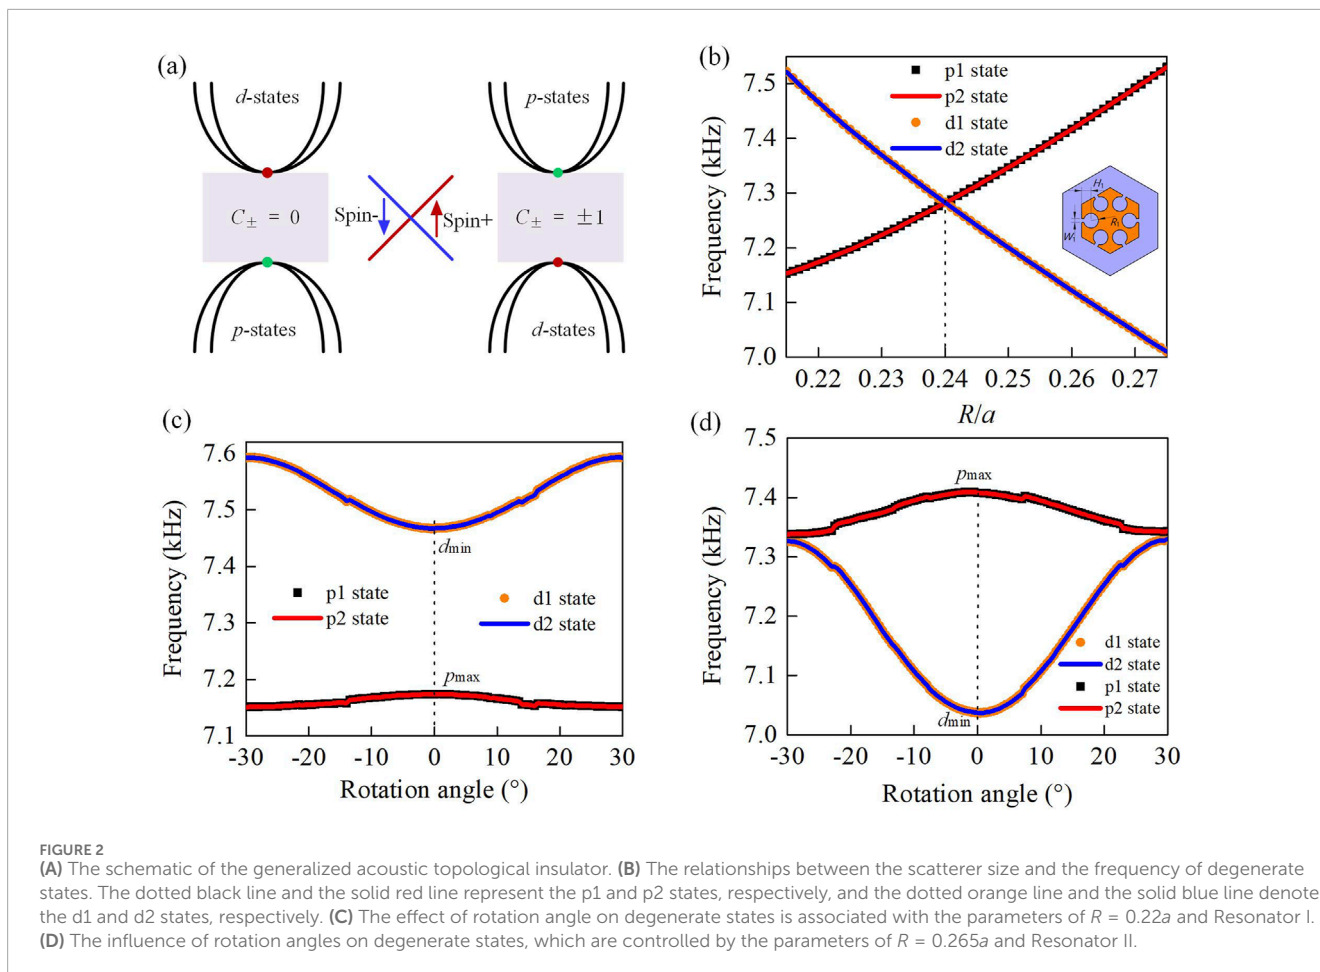 (a)
d-states
p-states
C± = 0
Spin-
Spin+
C± = ±1
p-states
d-states
(b)
p1 state
p2 state
d1 state
d2 state
H1
R1
W1
Frequency (kHz)
7.5
7.4
7.3
7.2
7.1
7.0
0.22 0.23 0.24 0.25 0.26 0.27
R/a
(c)
Frequency (kHz)
7.6
7.5
7.4
7.3
7.2
7.1
dmin
p1 state
p2 state
d1 state
d2 state
pmax
-30 -20 -10 0 10 20 30
Rotation angle (°)
(d)
Frequency (kHz)
7.5
7.4
7.3
7.2
7.1
7.0
pmax
d1 state
d2 state
p1 state
p2 state
dmin
-30 -20 -10 0 10 20 30
Rotation angle (°)
FIGURE 2
(A) The schematic of the generalized acoustic topological insulator. (B) The relationships between the scatterer size and the frequency of degenerate
states. The dotted black line and the solid red line represent the p1 and p2 states, respectively, and the dotted orange line and the solid blue line denote
the d1 and d2 states, respectively. (C) The effect of rotation angle on degenerate states is associated with the parameters of R = 0.22a and Resonator I.
(D) The influence of rotation angles on degenerate states, which are controlled by the parameters of R = 0.265a and Resonator II.